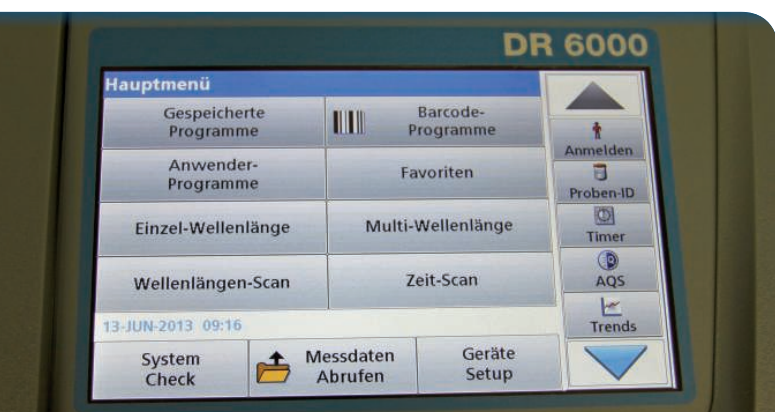 DR 6000
Hauptmenü
Gespeicherte
Programme
Barcode-
Programme
Anwender-
Programme
Favoriten
Einzel-Wellenlänge
Multi-Wellenlänge
Wellenlängen-Scan
Zeit-Scan
13-JUN-2013 09:16
System
Check
Messdaten
Abrufen
Geräte
Setup
Anmelden
Proben-ID
Timer
AQS
Trends